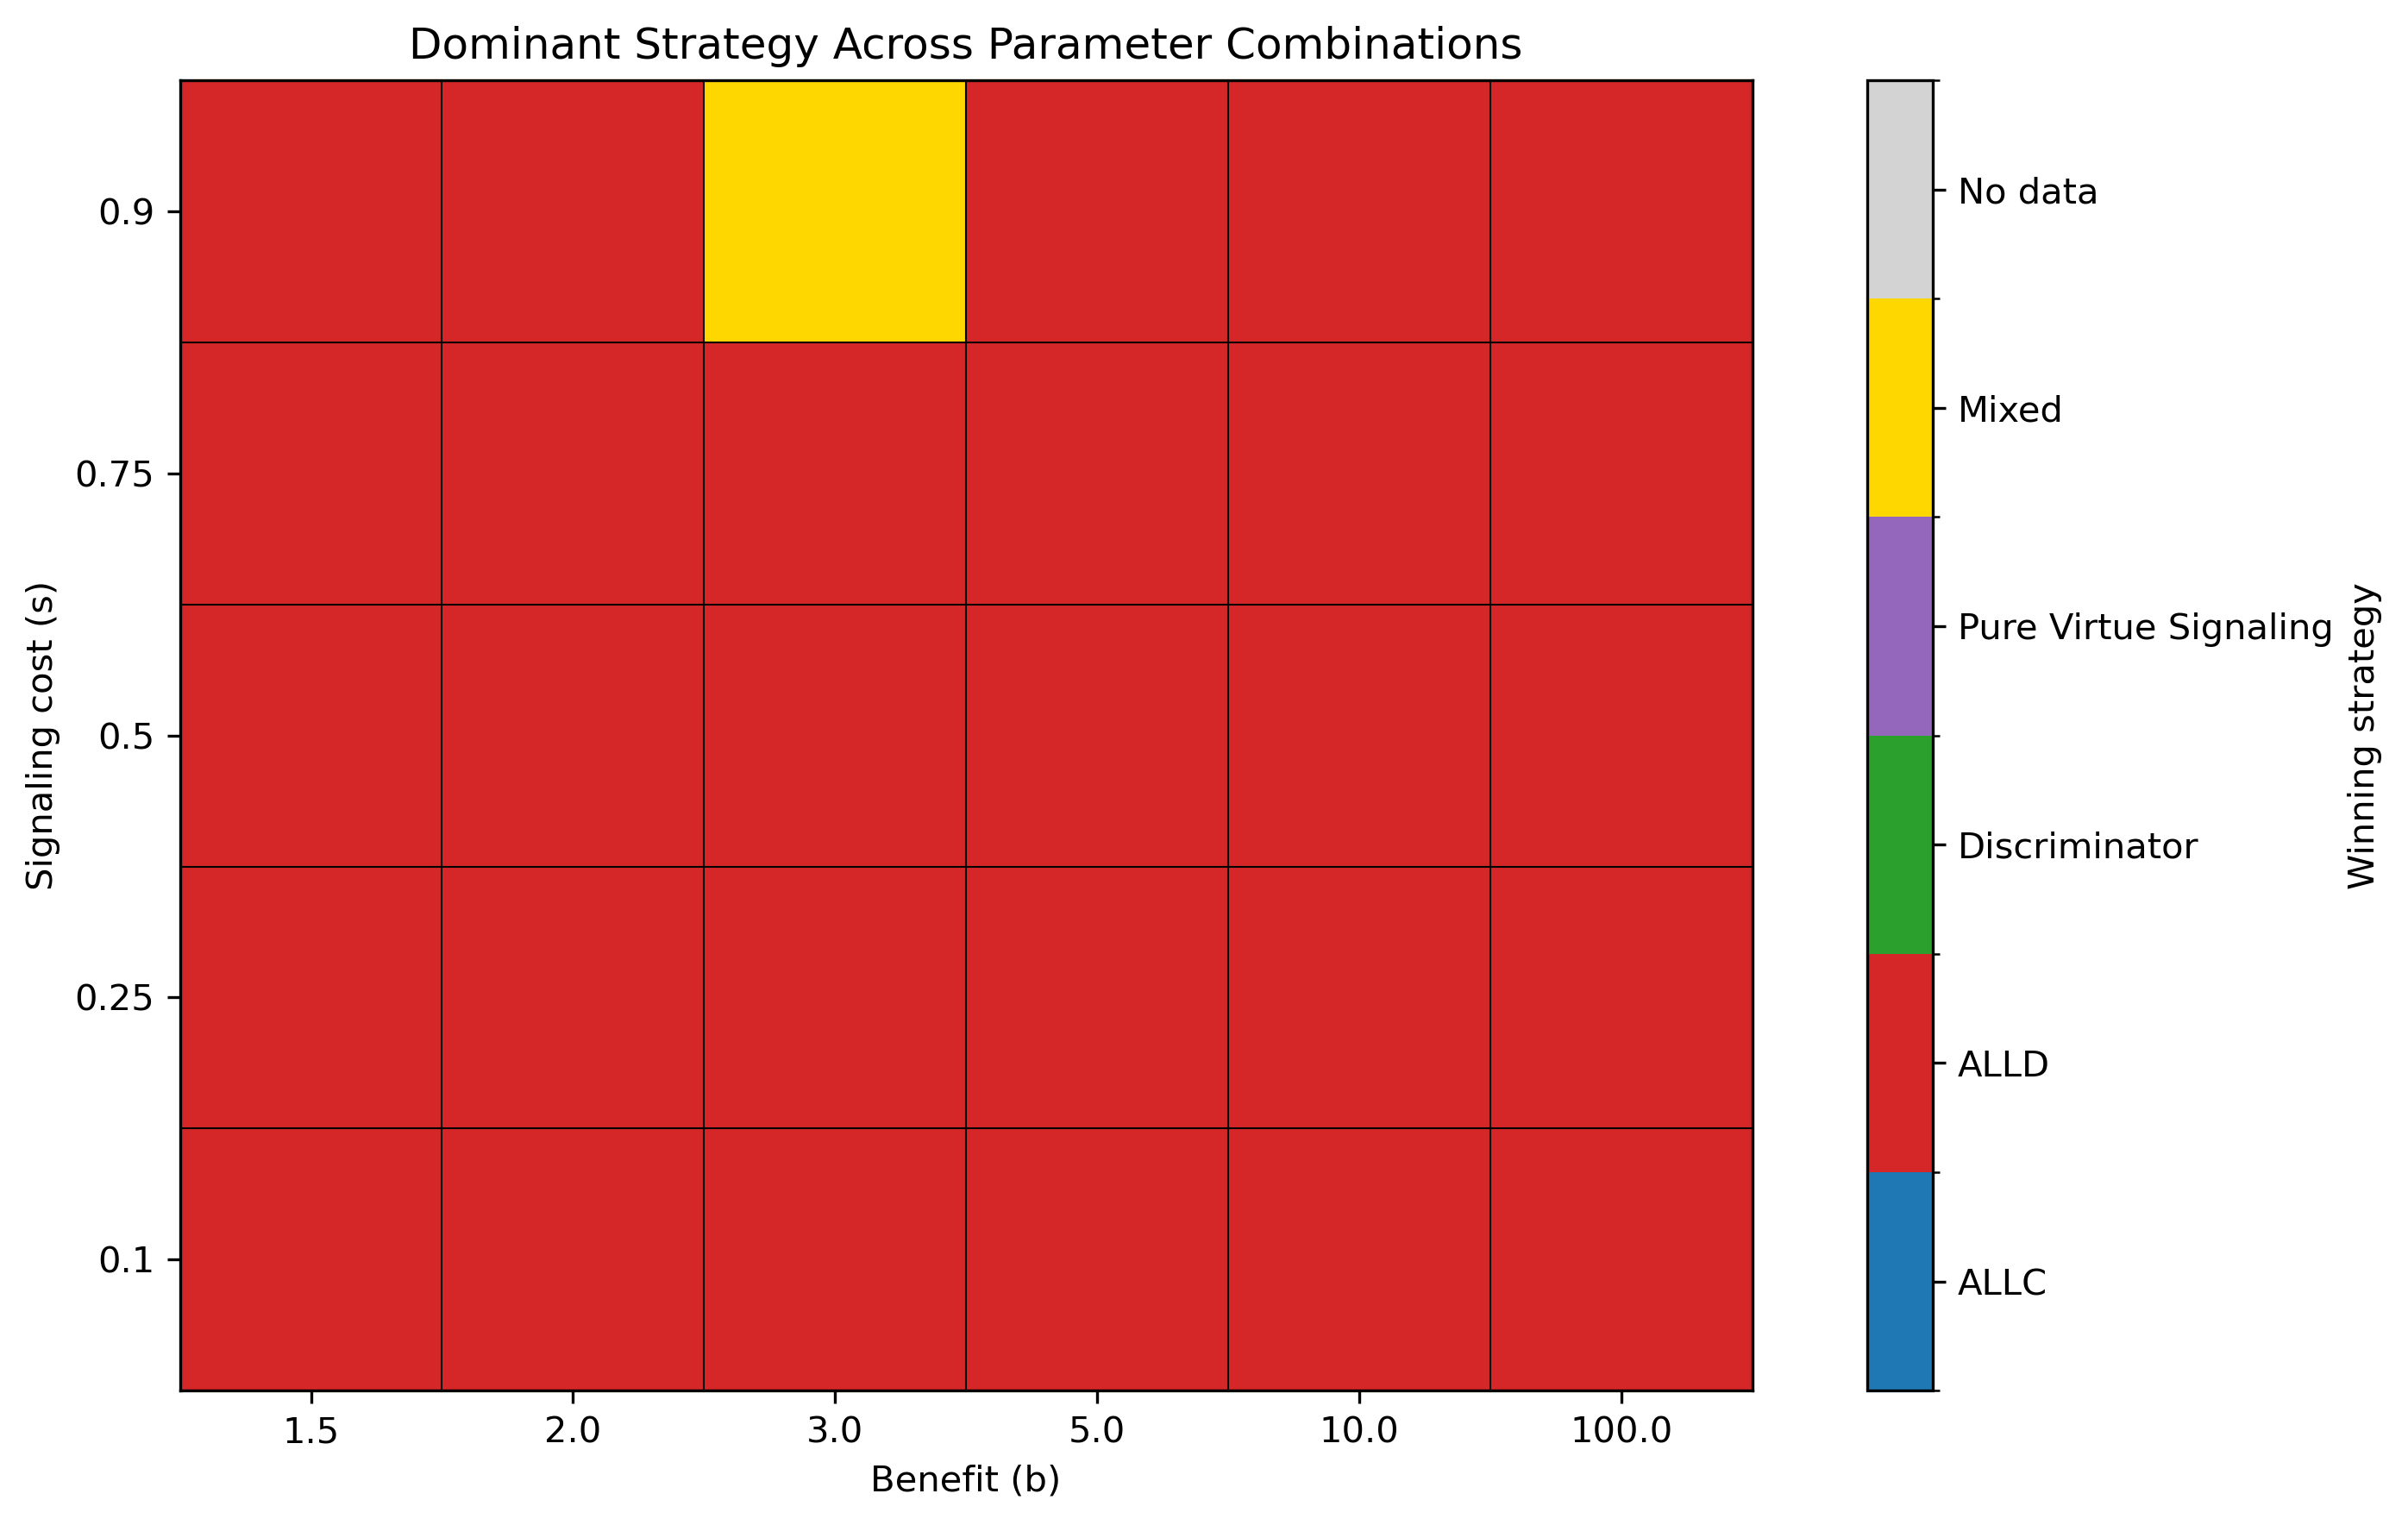 Dominant Strategy Across Parameter Combinations
Signaling cost (s)
0.9
0.75
0.5
0.25
0.1
1.5 2.0 3.0 5.0 10.0 100.0
Benefit (b)
No data
Mixed
Pure Virtue Signaling
Discriminator
ALLD
ALLC
Winning strategy